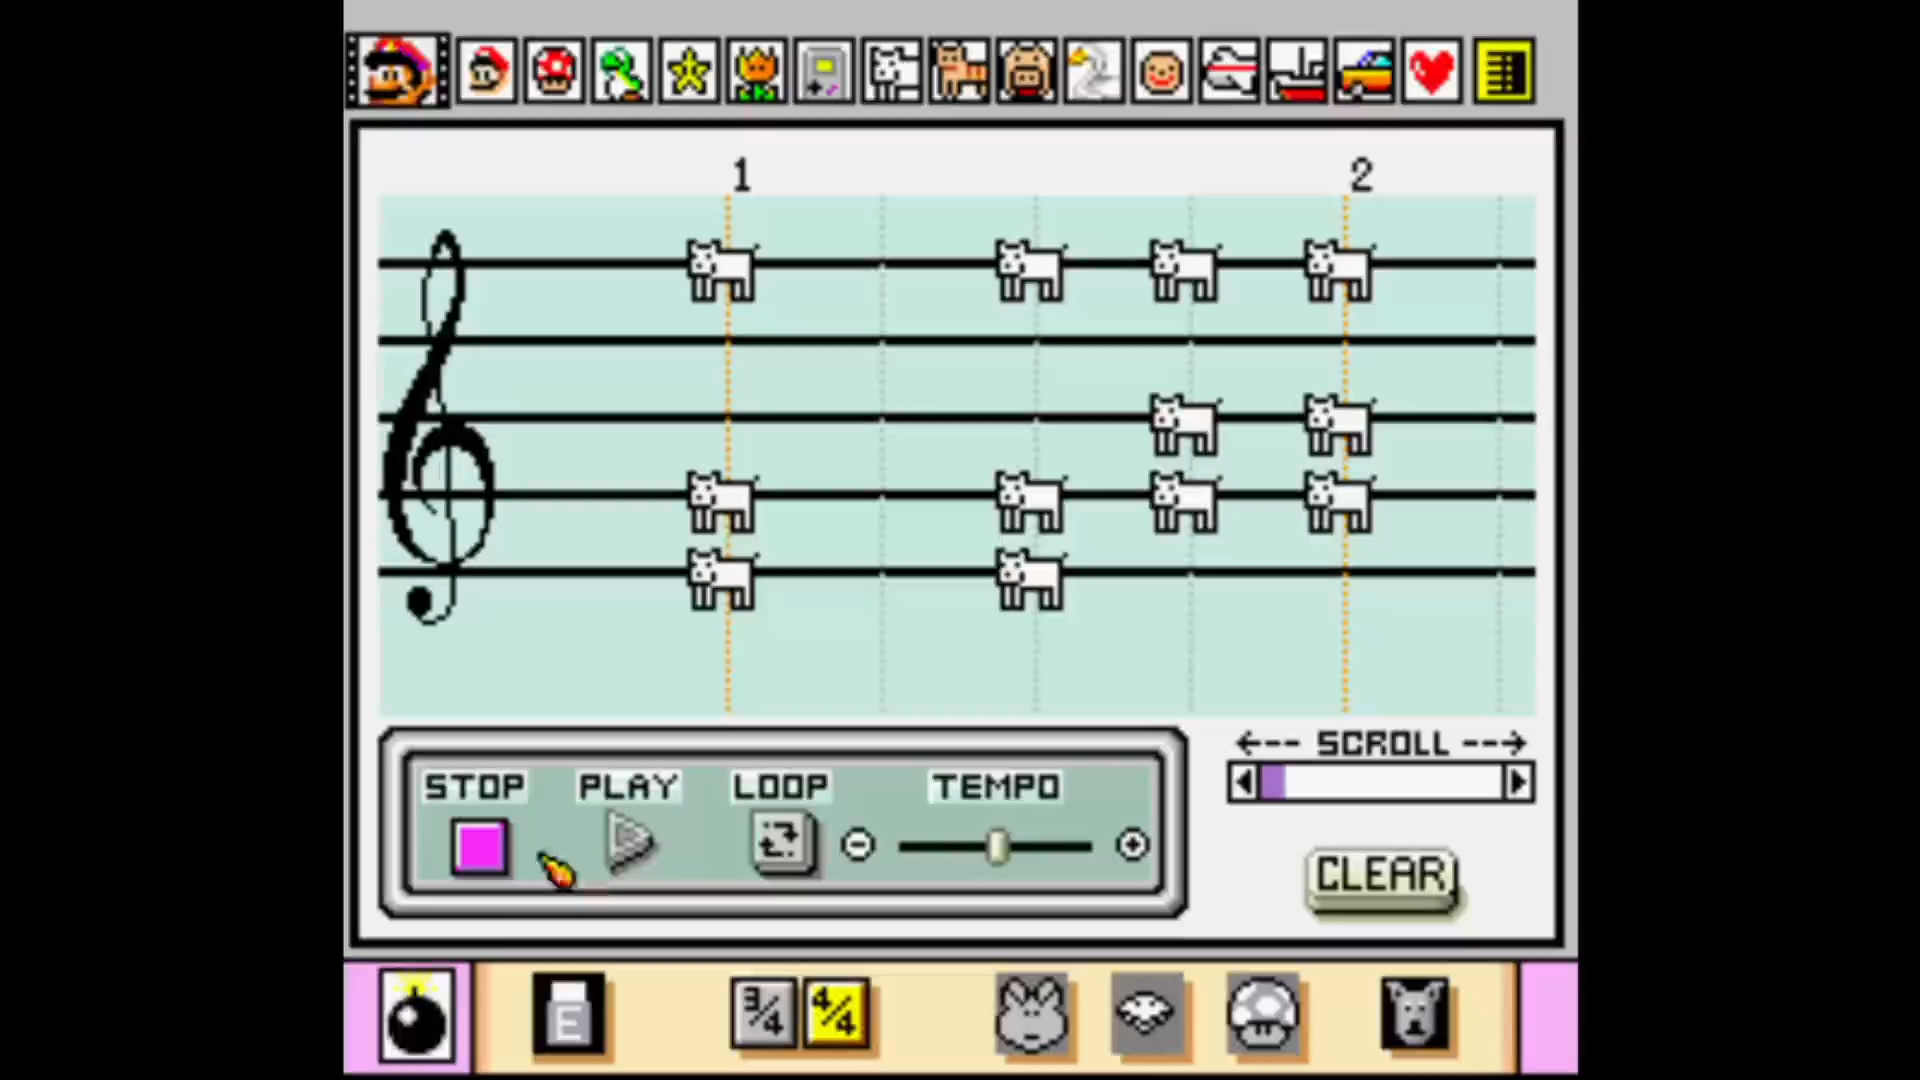 1 2
<--- SCROLL --->
STOP PLAY LOOP TEMPO
CLEAR
E 3/4 4/4